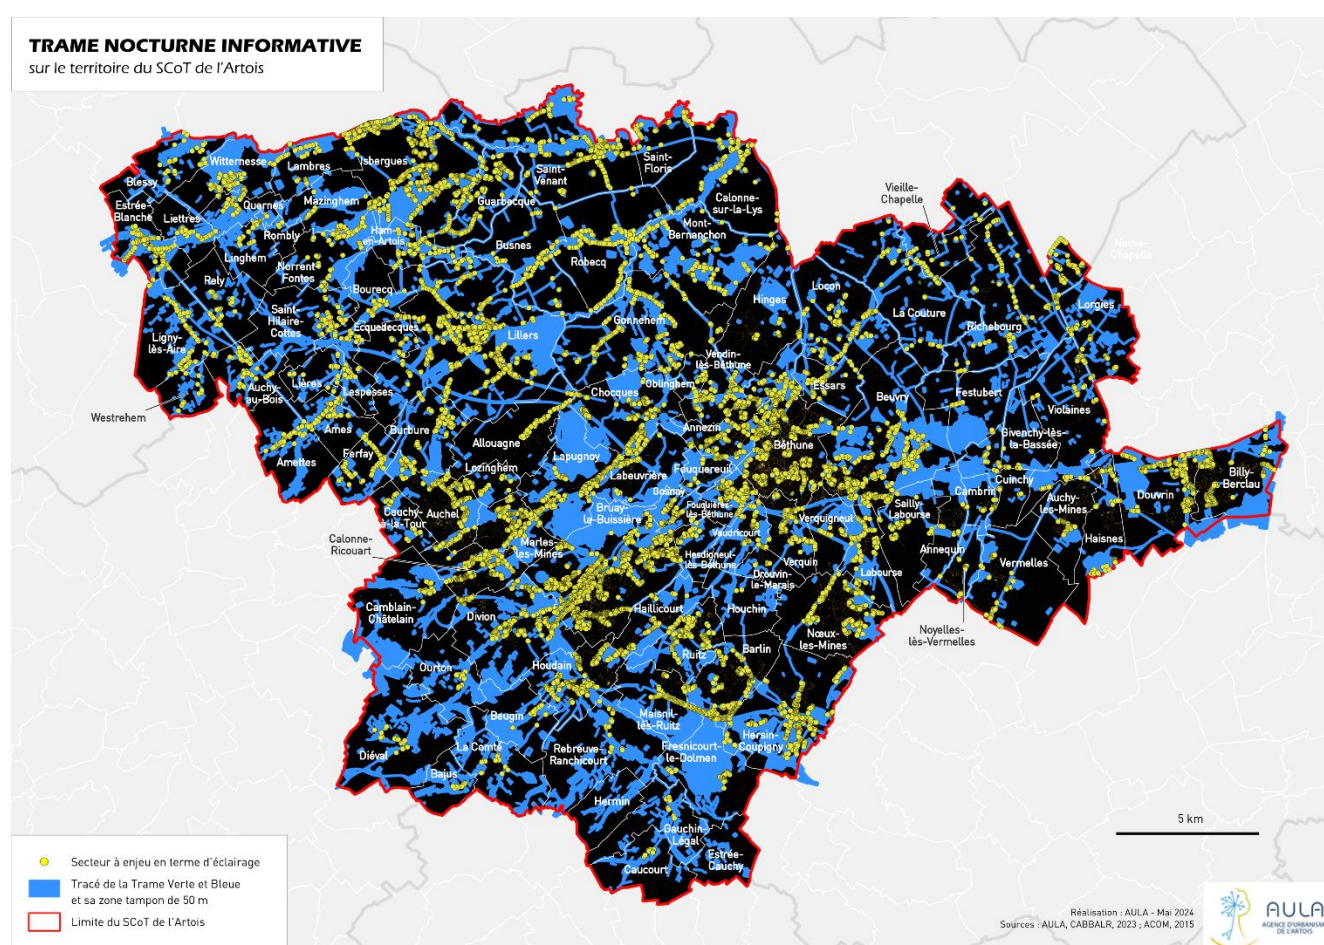 TRAME NOCTURNE INFORMATIVE
sur le territoire du SCoT de l'Artois
Witternesse
Lambres
Isbergues
Blessy
Saint-
Vénant
Saint-
Floris
Estrée-
Blanche
Liettres
Quernes
Mazinghem
Guarbecque
Calonne-
sur-la-Lys
Vieille-
Chapelle
Rombly
Ham-
en-Artois
Mont-
Bernanchon
Linghem
Busnes
Robecq
Neuve-
Chapelle
Rely
Norrent-
Fontes
Bourecq
Hinges
Locon
Lorgies
Saint-
Hilaire-
Cottes
Ecquedecques
Lillers
Gonnehem
La Couture
Richebourg
Ligny-
lès-Aire
Vendin-
lès-Béthune
Westrehem
Auchy-
au-Bois
Lières
Lespesses
Chocques
Oblinghem
Essars
Beuvry
Festubert
Violaines
Ames
Burbure
Allouagne
Annezin
Béthune
Givenchy-lès-
la-Bassée
Amettes
Ferfay
Lozinghem
Lapugnoy
Labeuvrière
Fouquereuil
Gosnay
Cuinchy
Cambrin
Billy-
Berclau
Douvrin
Auchy-
les-Mines
Cauchy-
à-la-Tour
Auchel
Bruay-
la-Buissière
Fouquières-
lès-Béthune
Verquigneul
Sailly-
Labourse
Haisnes
Calonne-
Ricouart
Marles-
les-Mines
Vaudricourt
Hesdigneul-
lès-Béthune
Verquin
Annequin
Vermelles
Drouvin-
le-Marais
Labourse
Camblain-
Châtelain
Divion
Haillicourt
Houchin
Nœux-
les-Mines
Noyelles-
lès-Vermelles
Ruitz
Barlin
Ourton
Houdain
Beugin
Maisnil-
lès-Ruitz
Hersin-
Coupigny
Diéval
La Comté
Rebreuve-
Ranchicourt
Fresnicourt-
le-Dolmen
Bajus
Hermin
Gauchin-
Légal
Estrée-
Cauchy
Caucourt
5 km
Secteur à enjeu en terme d'éclairage
Tracé de la Trame Verte et Bleue
et sa zone tampon de 50 m
Limite du SCoT de l'Artois
Réalisation : AULA - Mai 2024
Sources : AULA, CABBALR, 2023 ; ACOM, 2015
AULA
AGENCE D'URBANISME
DE L'ARTOIS